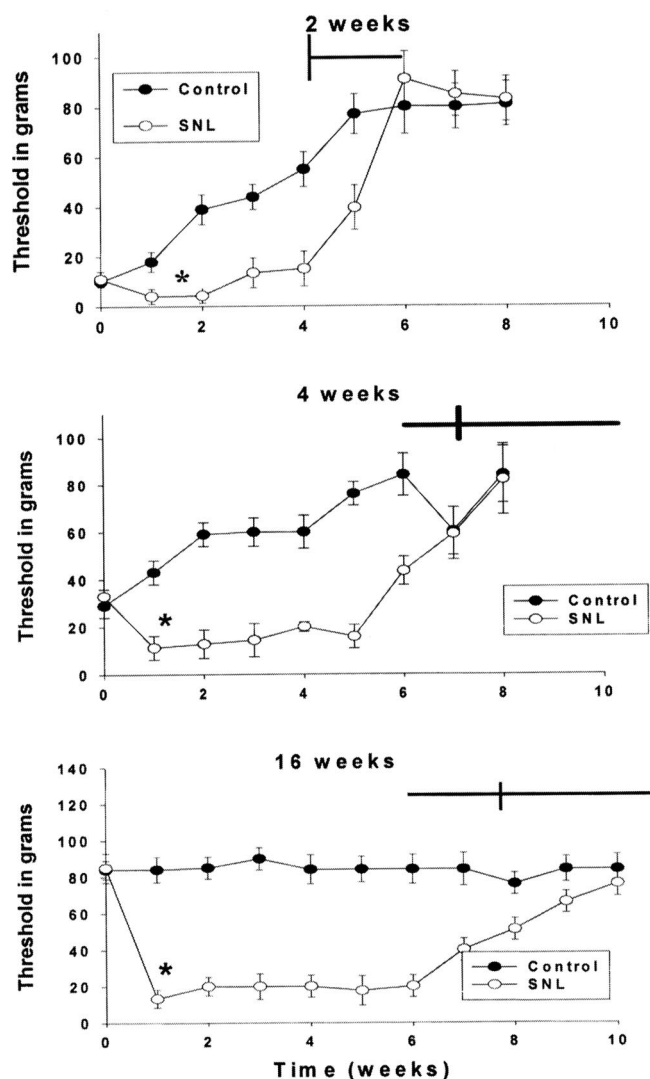 2 weeks
Threshold in grams
100
80
60
40
20
0
Control
SNL
*
0 2 4 6 8 10
4 weeks
Threshold in grams
100
80
60
40
20
0
*
Control
SNL
0 2 4 6 8 10
16 weeks
Threshold in grams
140
120
100
80
60
40
20
0
*
Control
SNL
0 2 4 6 8 10
Time (weeks)